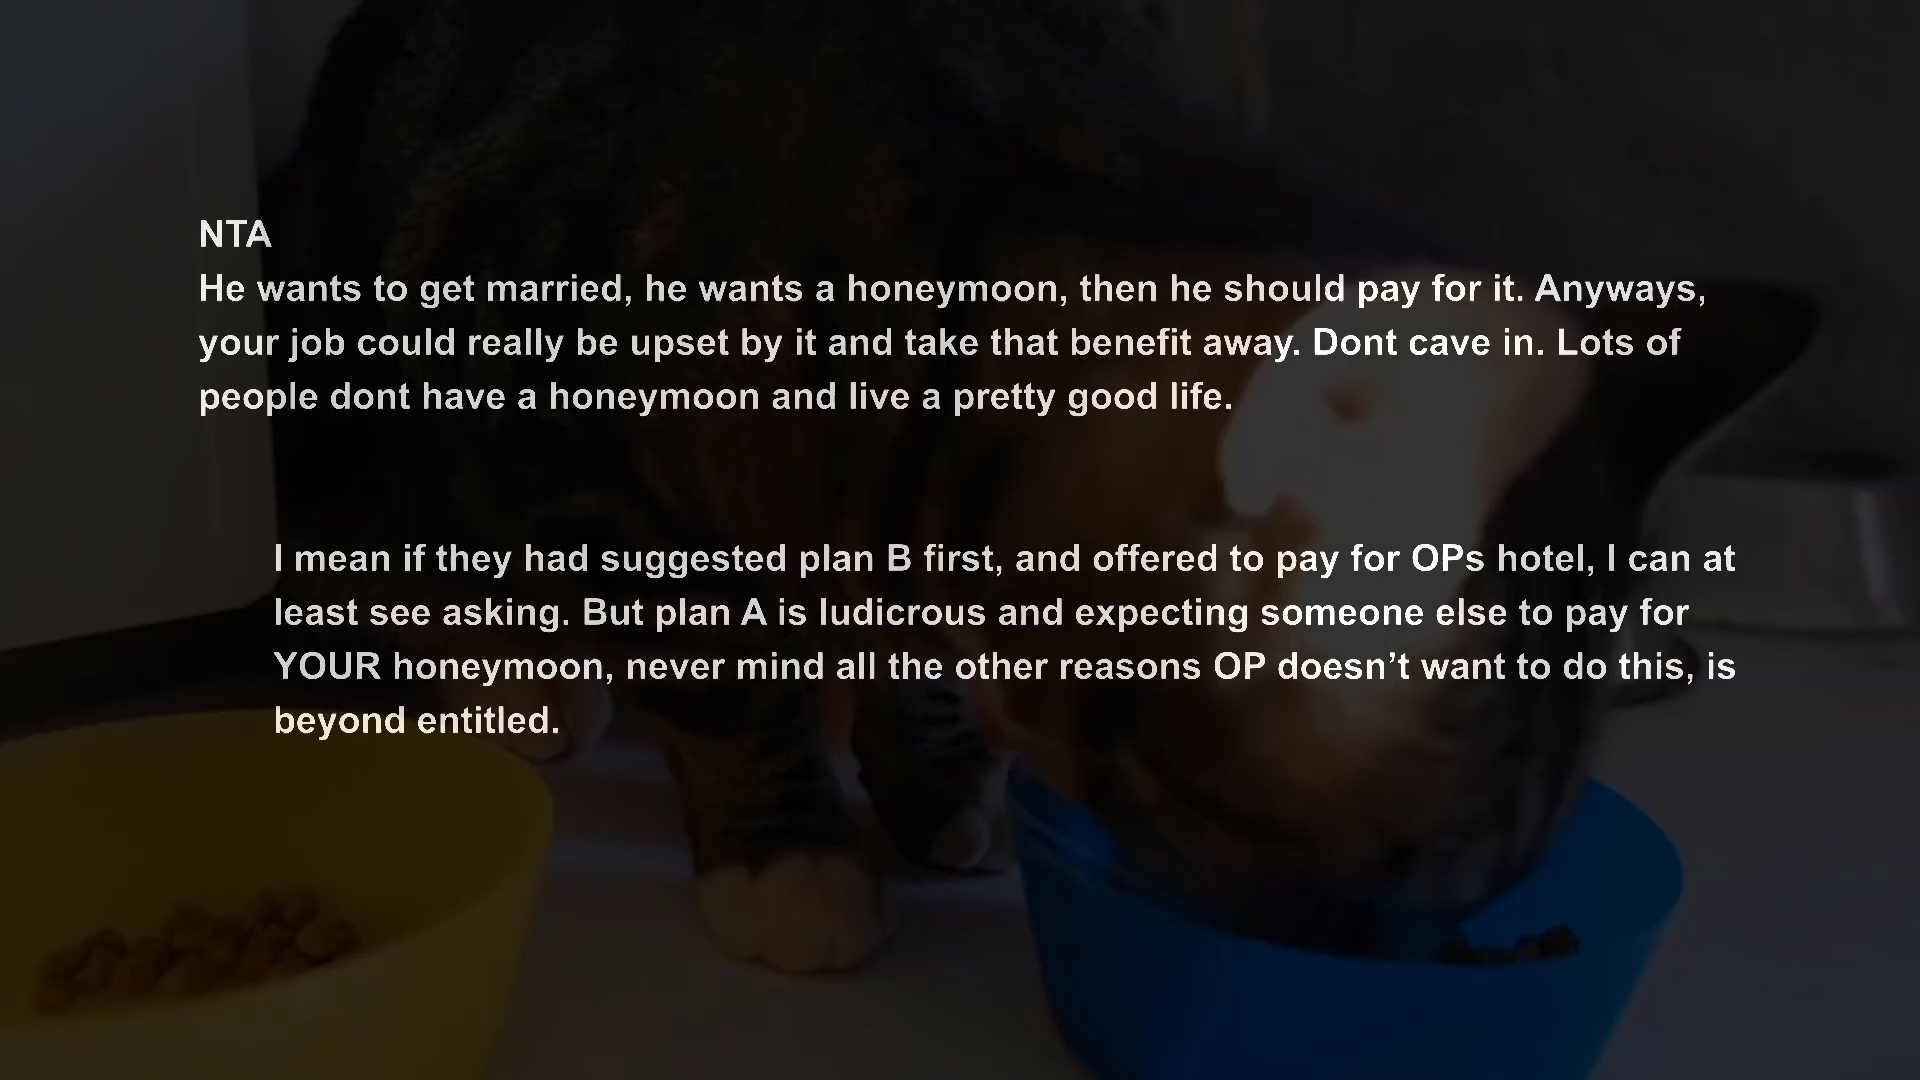 NTA
He wants to get married, he wants a honeymoon, then he should pay for it. Anyways,
your job could really be upset by it and take that benefit away. Dont cave in. Lots of
people dont have a honeymoon and live a pretty good life.
I mean if they had suggested plan B first, and offered to pay for OPs hotel, I can at
least see asking. But plan A is ludicrous and expecting someone else to pay for
YOUR honeymoon, never mind all the other reasons OP doesn’t want to do this, is
beyond entitled.